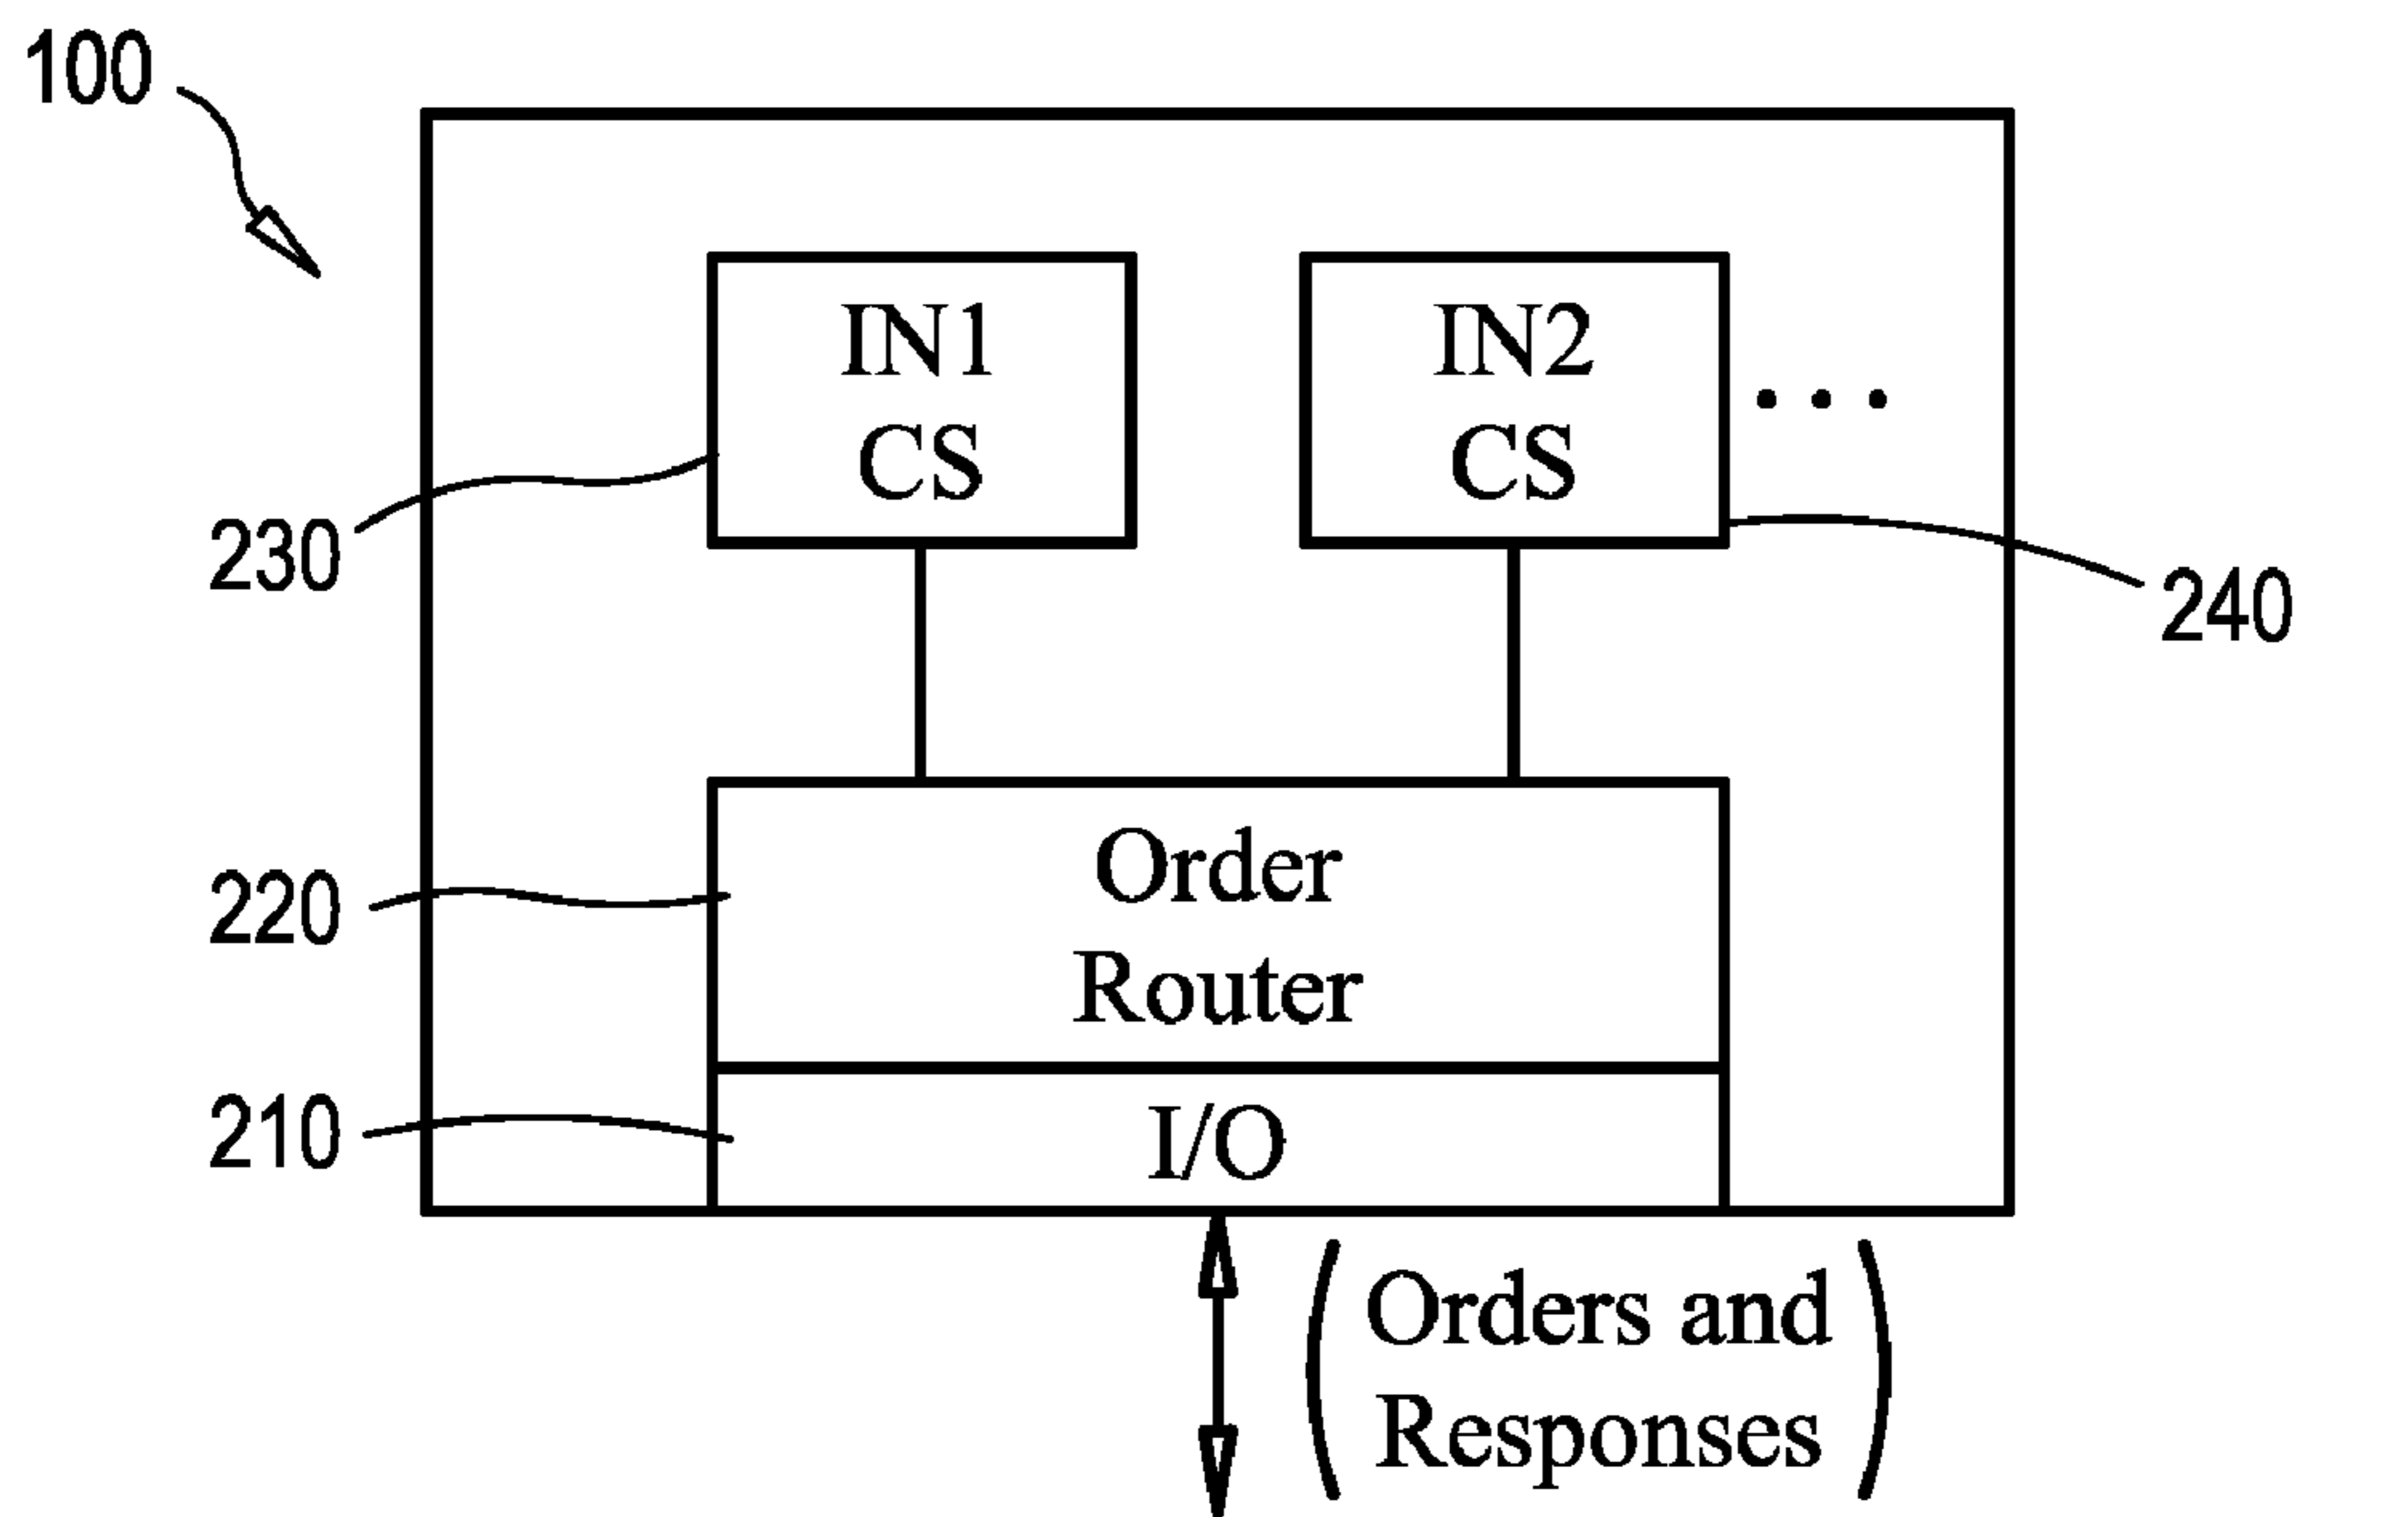 100
IN1
CS
IN2
CS
...
230
240
Order
Router
220
I/O
210
(Orders and
Responses)